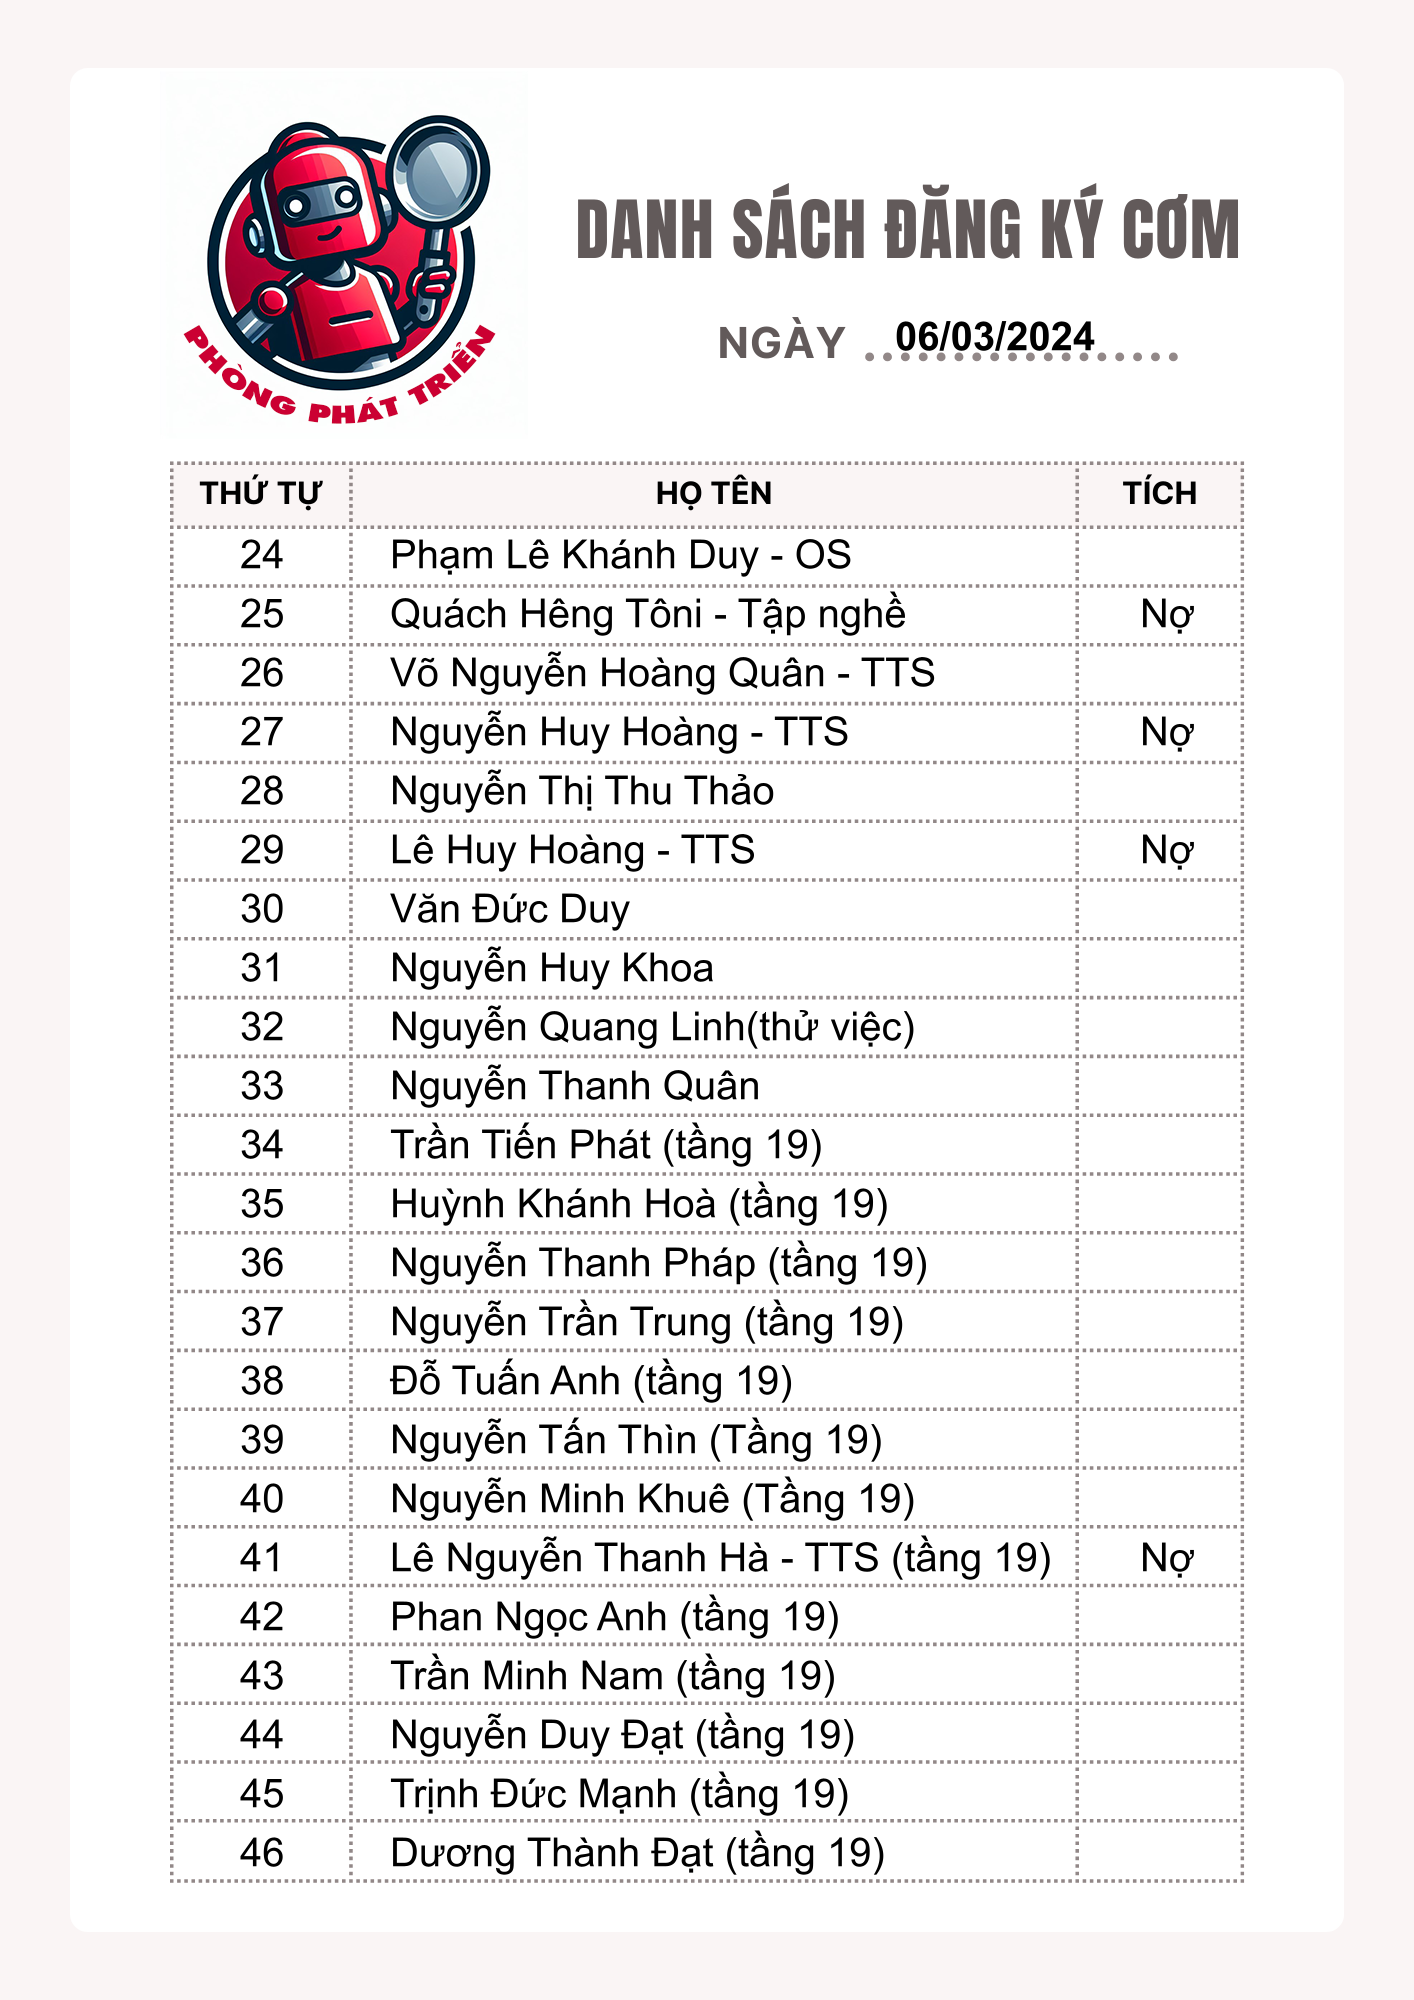 PHÒNG PHÁT TRIỂN
DANH SÁCH ĐĂNG KÝ CƠM
NGÀY 06/03/2024
THỨ TỰ HỌ TÊN TÍCH
24 Phạm Lê Khánh Duy - OS
25 Quách Hêng Tôni - Tập nghề Nợ
26 Võ Nguyễn Hoàng Quân - TTS
27 Nguyễn Huy Hoàng - TTS Nợ
28 Nguyễn Thị Thu Thảo
29 Lê Huy Hoàng - TTS Nợ
30 Văn Đức Duy
31 Nguyễn Huy Khoa
32 Nguyễn Quang Linh(thử việc)
33 Nguyễn Thanh Quân
34 Trần Tiến Phát (tầng 19)
35 Huỳnh Khánh Hoà (tầng 19)
36 Nguyễn Thanh Pháp (tầng 19)
37 Nguyễn Trần Trung (tầng 19)
38 Đỗ Tuấn Anh (tầng 19)
39 Nguyễn Tấn Thìn (Tầng 19)
40 Nguyễn Minh Khuê (Tầng 19)
41 Lê Nguyễn Thanh Hà - TTS (tầng 19) Nợ
42 Phan Ngọc Anh (tầng 19)
43 Trần Minh Nam (tầng 19)
44 Nguyễn Duy Đạt (tầng 19)
45 Trịnh Đức Mạnh (tầng 19)
46 Dương Thành Đạt (tầng 19)